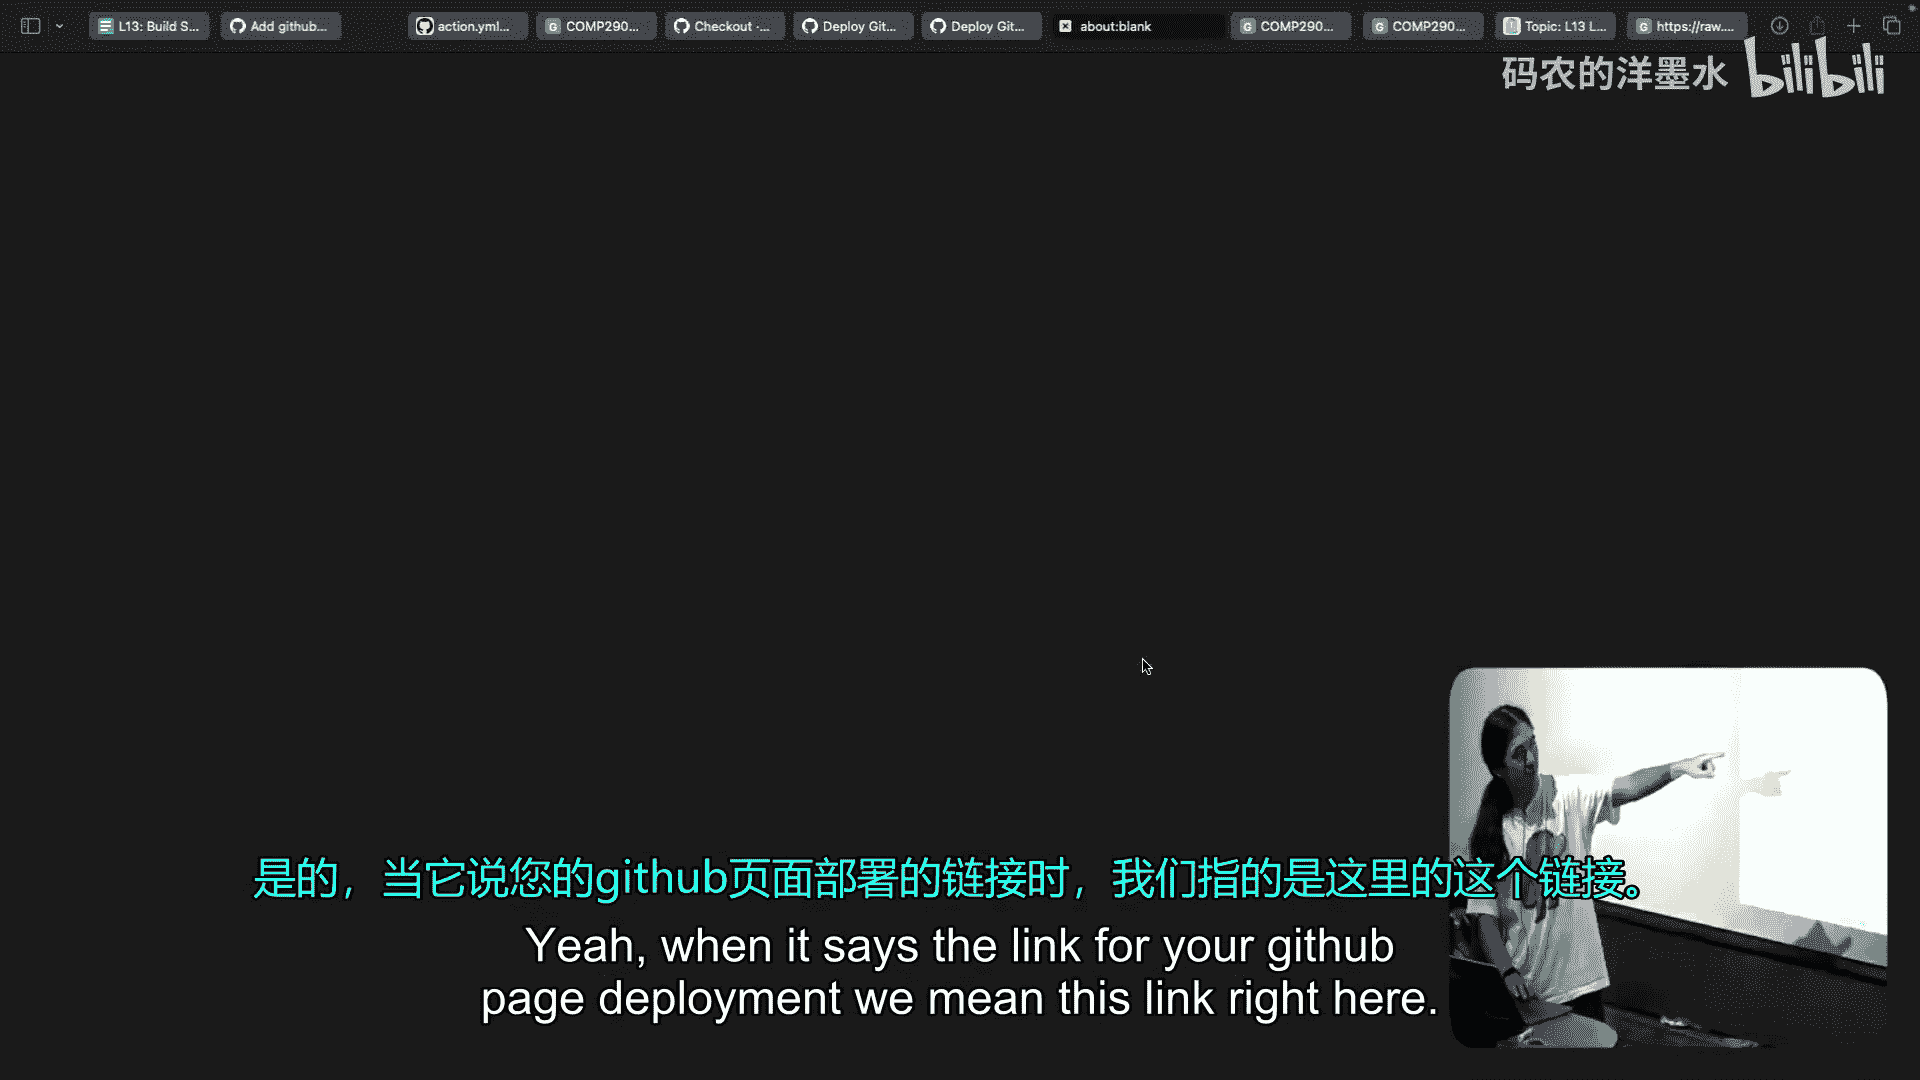 L13: Build S...
Add github...
action.yml...
COMP290...
Checkout ·...
Deploy Git...
Deploy Git...
about:blank
COMP290...
COMP290...
Topic: L13 L...
https://raw....
码农的洋墨水 bilibili
是的，当它说您的github页面部署的链接时，我们指的是这里的这个链接。
Yeah, when it says the link for your github
page deployment we mean this link right here.